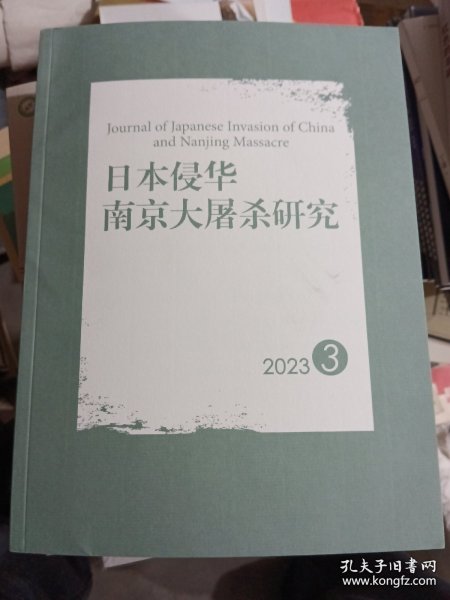 Journal of Japanese Invasion of China
and Nanjing Massacre
日本侵华
南京大屠杀研究
2023 3
孔夫子旧书网
www.kongfz.com